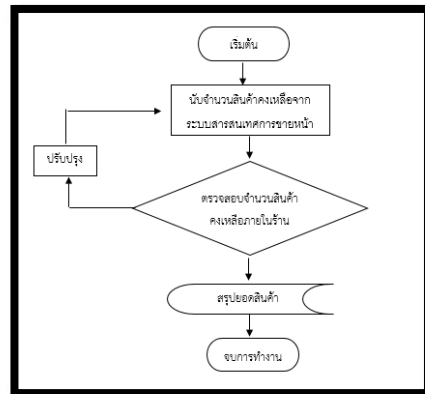 เริ่มต้น
นับจำนวนสินค้าคงเหลือจาก
ระบบสารสนเทศการขายหน้า
ปรับปรุง
ตรวจสอบจำนวนสินค้า
คงเหลือภายในร้าน
สรุปยอดสินค้า
จบการทำงาน